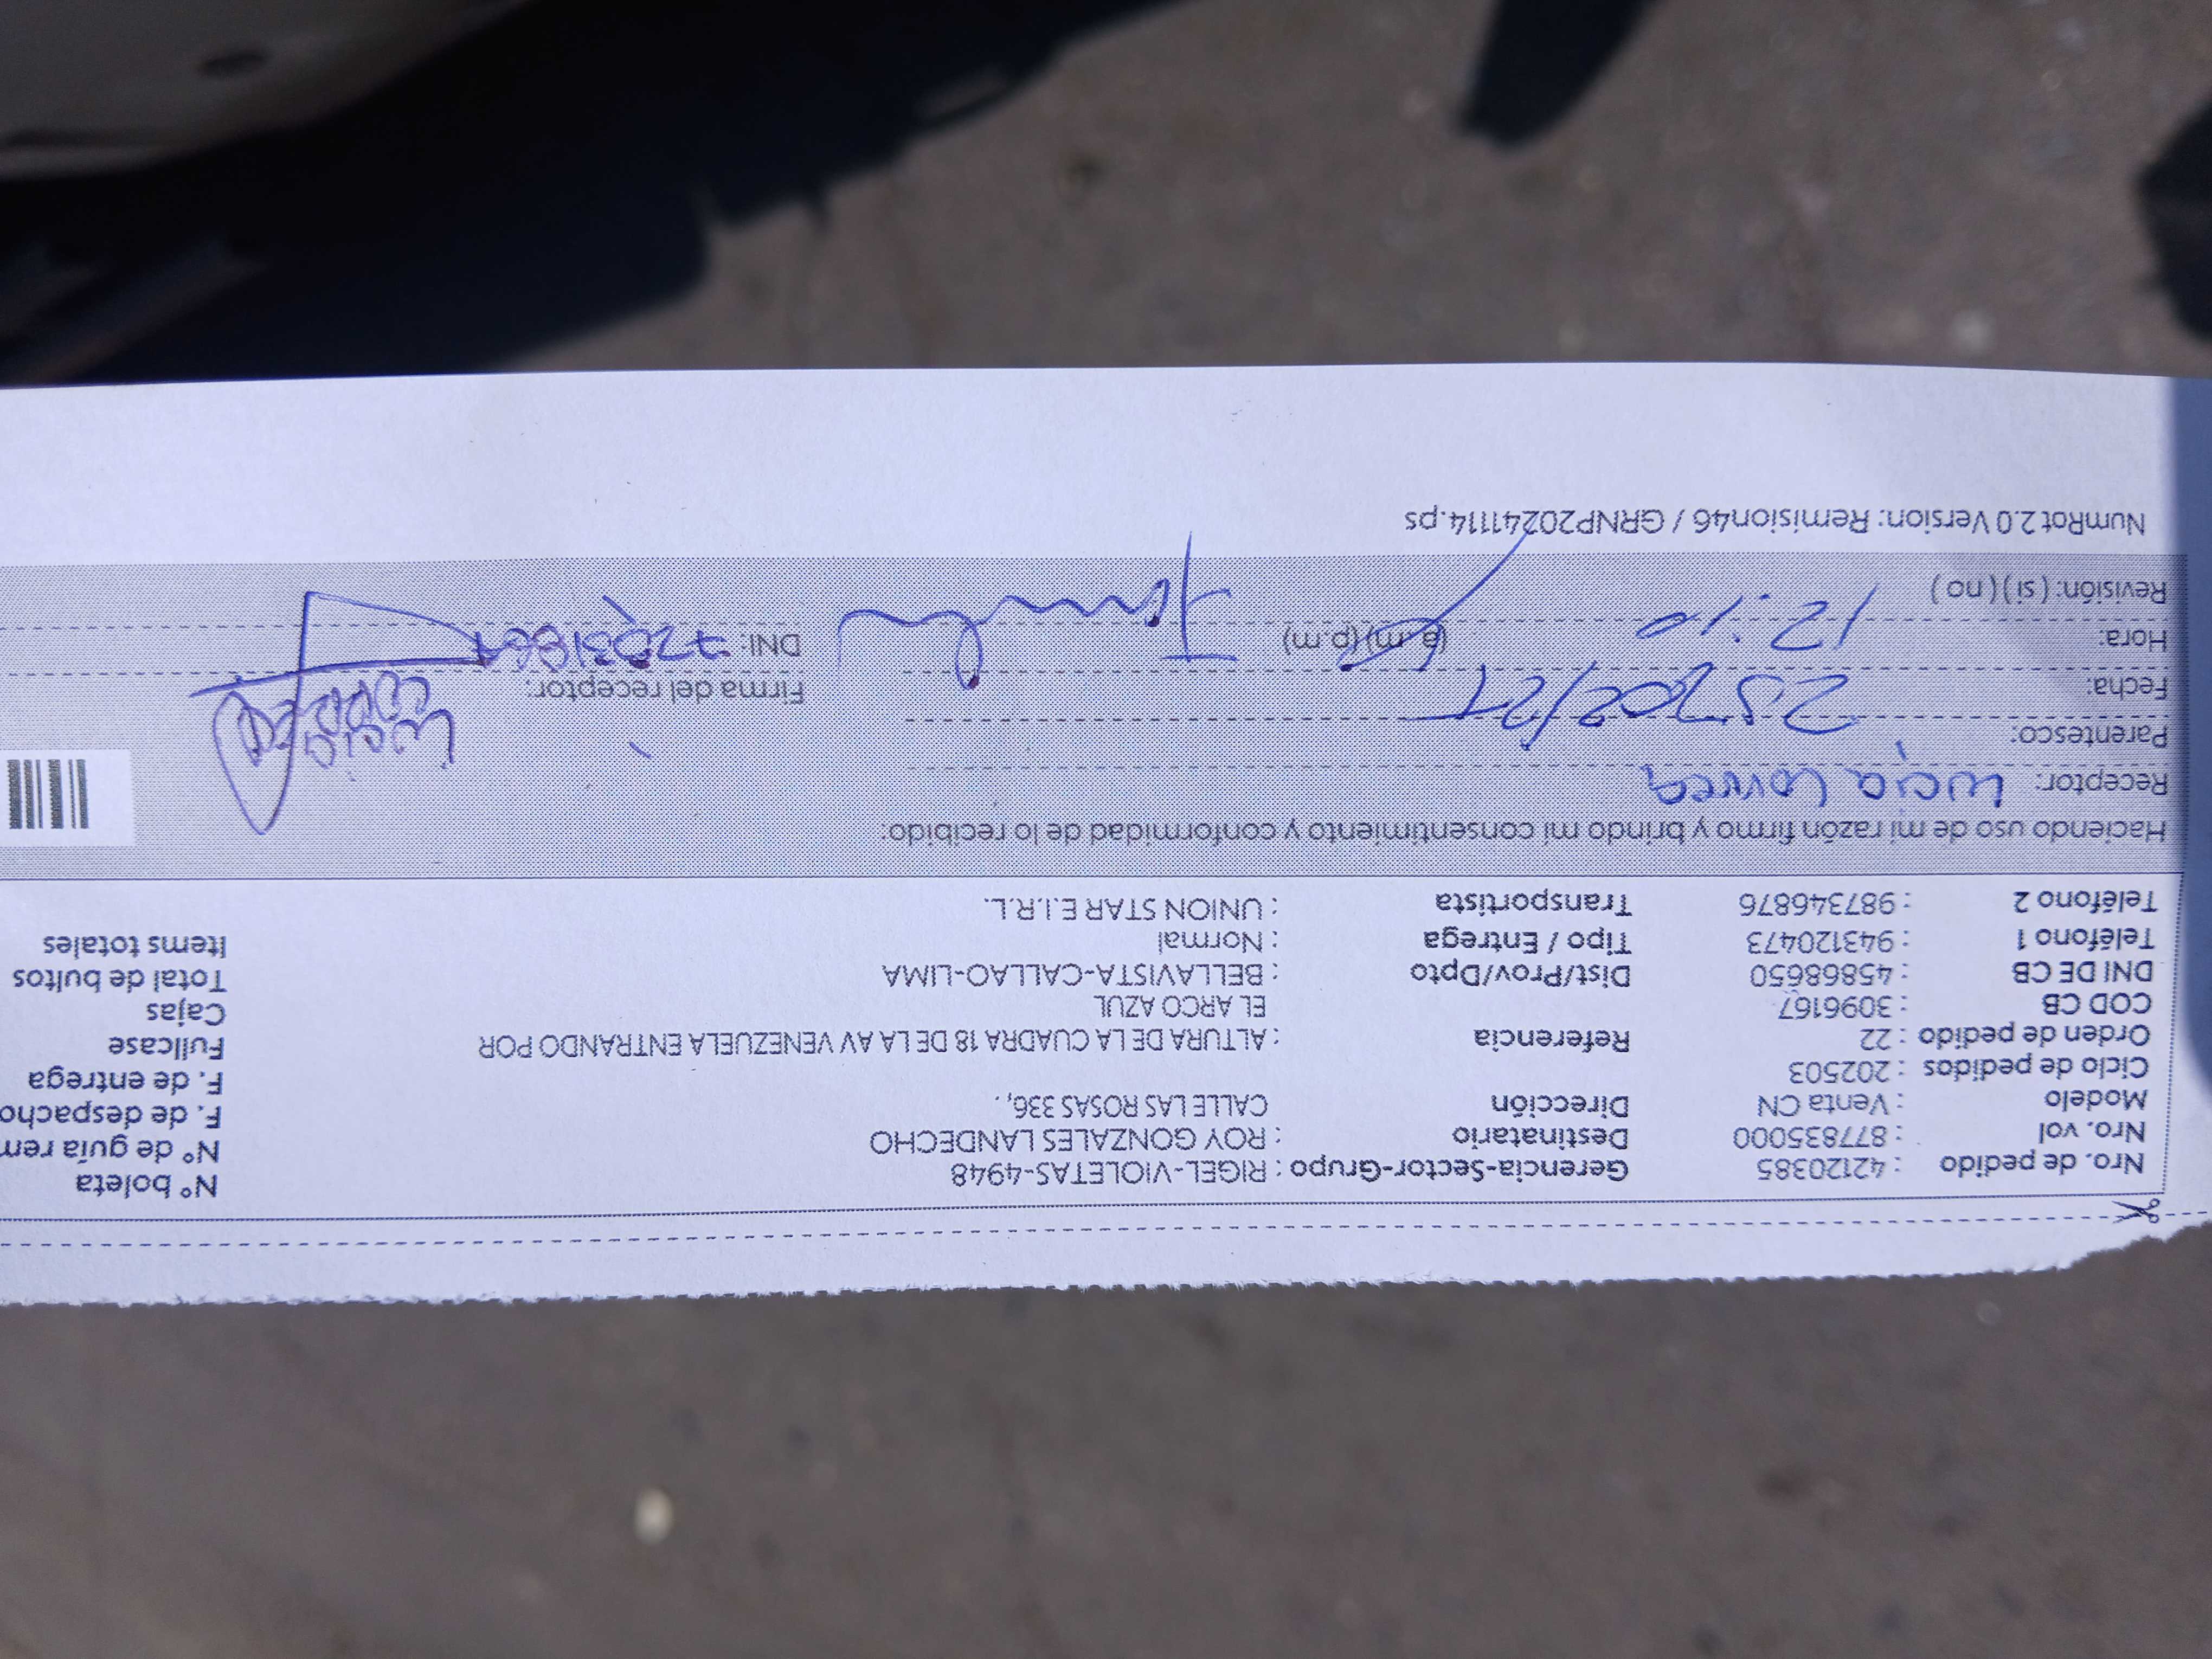 Nro. de pedido : 42120385 Gerencia-Sector-Grupo : RIGEL-VIOLETAS-4948 N° boleta
Nro. vol : 877835000 Destinatario : ROY GONZALES LANDECHO N° de guía rem
Modelo : Venta CN Dirección CALLE LAS ROSAS 336, . F. de despacho
Ciclo de pedidos : 202503 F. de entrega
Orden de pedido : 22 Referencia : ALTURA DE LA CUADRA 18 DE LA AV VENEZUELA ENTRANDO POR Fullcase
COD CB : 3096167 EL ARCO AZUL Cajas
DNI DE CB : 45868650 Dist/Prov/Dpto : BELLAVISTA-CALLAO-LIMA Total de bultos
Teléfono 1 : 943120473 Tipo / Entrega : Normal Items totales
Teléfono 2 : 987346876 Transportista : UNION STAR E.I.R.L.
Haciendo uso de mi razón firmo y brindo mi consentimiento y conformidad de lo recibido:
Receptor: Lucia Correa
Parentesco:
Fecha: Firma del receptor: Lucia
Hora: 12:10 (a.m) (p.m) DNI:
Revisión: ( si ) ( no )
NumRot 2.0 Version: Remision46 / GRNP20241114.ps